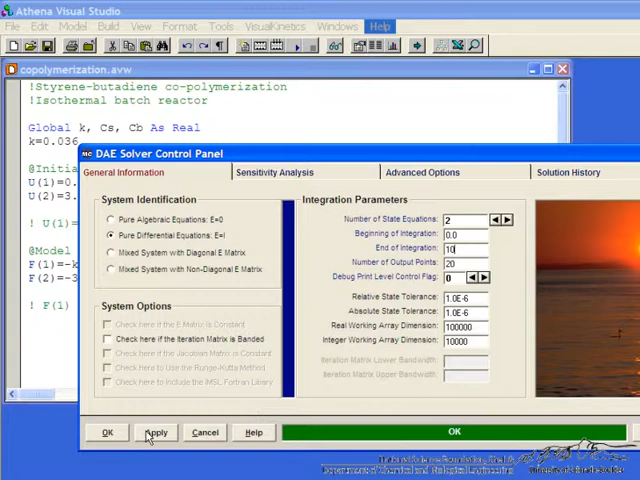 Athena Visual Studio
File Edit Model Build View Format Tools VisualKinetics Windows Help
copolymerization.avw
!Styrene-butadiene co-polymerization
!Isothermal batch reactor
Global k, Cs, Cb As Real
k=0.036
@Initia
U(1)=0.
U(2)=3.
! U(1)=
@Model
F(1)=-k
F(2)=-3
! F(1)
DAE Solver Control Panel
General Information
Sensitivity Analysis
Advanced Options
Solution History
System Identification
Pure Algebraic Equations: E=0
Pure Differential Equations: E=I
Mixed System with Diagonal E Matrix
Mixed System with Non-Diagonal E Matrix
System Options
Check here if the E Matrix is Constant
Check here if the Iteration Matrix is Banded
Check here if the Jacobian Matrix is Constant
Check here to Use the Runge-Kutta Method
Check here to Include the IMSL Fortran Library
Integration Parameters
Number of State Equations: 2
Beginning of Integration: 0.0
End of Integration: 10
Number of Output Points: 20
Debug Print Level Control Flag: 0
Relative State Tolerance: 1.0E-6
Absolute State Tolerance: 1.0E-6
Real Working Array Dimension: 100000
Integer Working Array Dimension: 10000
Iteration Matrix Lower Bandwidth:
Iteration Matrix Upper Bandwidth:
OK Apply Cancel Help OK
Department of Chemical and Biological Engineering